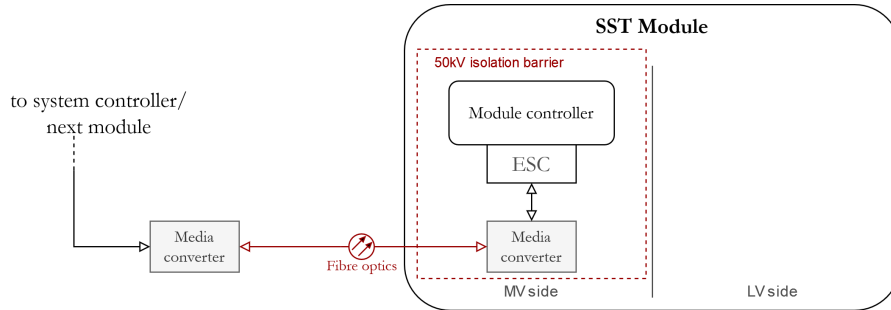 SST Module
50kV isolation barrier
to system controller/
next module
Module controller
ESC
Media
converter
Fibre optics
Media
converter
MV side
LV side